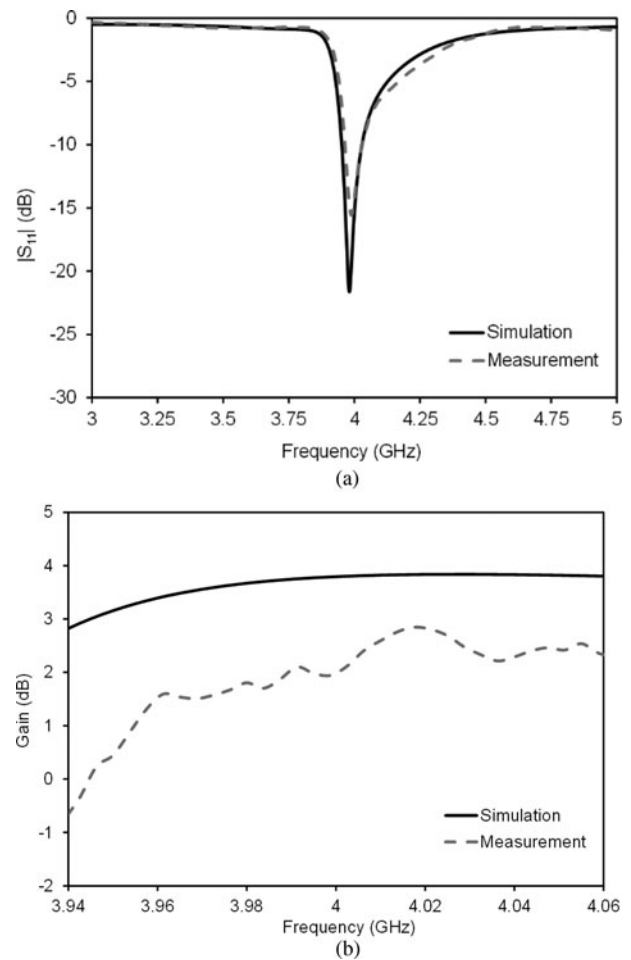 0
-5
-10
-15
-20
-25
-30
|S11| (dB)
Simulation
Measurement
3 3.25 3.5 3.75 4 4.25 4.5 4.75 5
Frequency (GHz)
(a)
5
4
3
2
1
0
-1
-2
Gain (dB)
Simulation
Measurement
3.94 3.96 3.98 4 4.02 4.04 4.06
Frequency (GHz)
(b)